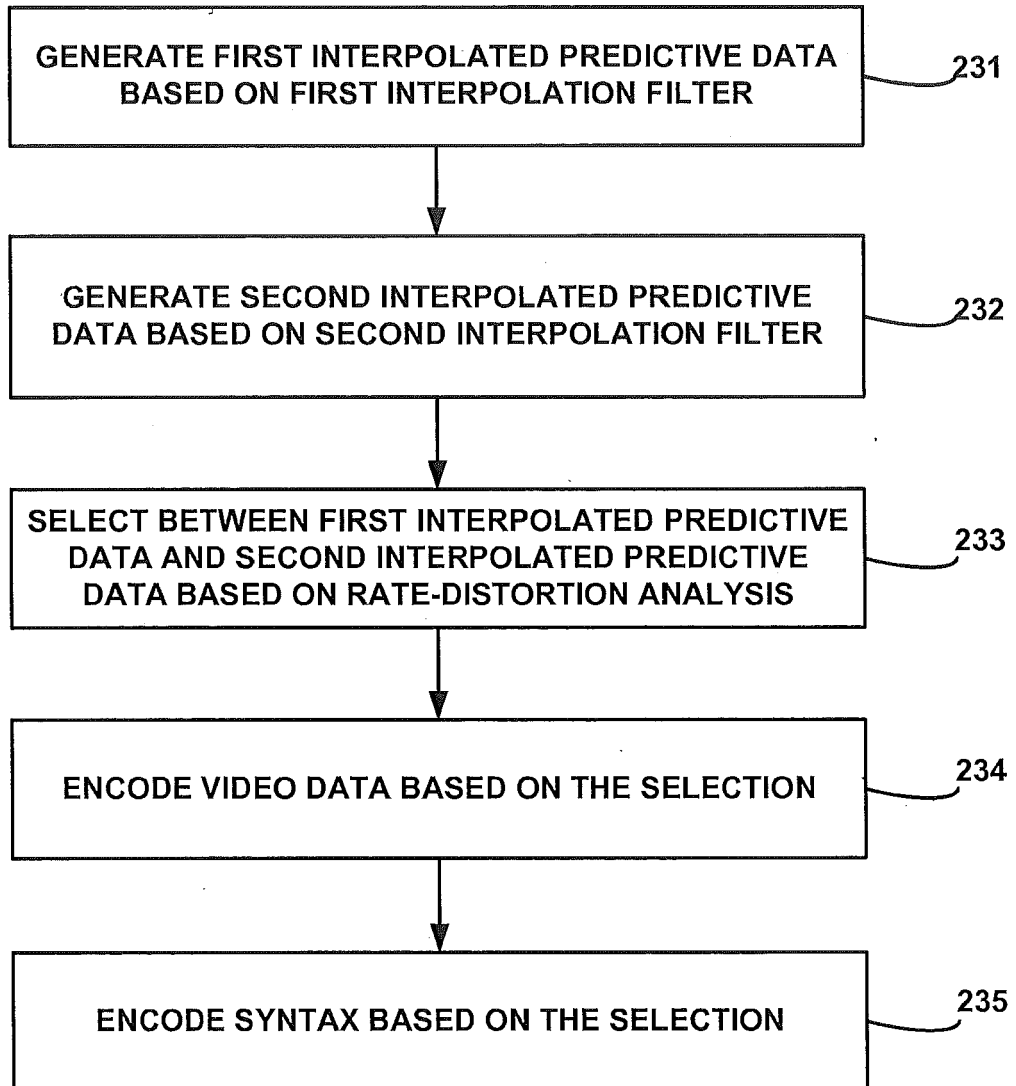 GENERATE FIRST INTERPOLATED PREDICTIVE DATA
BASED ON FIRST INTERPOLATION FILTER
231
GENERATE SECOND INTERPOLATED PREDICTIVE
DATA BASED ON SECOND INTERPOLATION FILTER
232
SELECT BETWEEN FIRST INTERPOLATED PREDICTIVE
DATA AND SECOND INTERPOLATED PREDICTIVE
DATA BASED ON RATE-DISTORTION ANALYSIS
233
ENCODE VIDEO DATA BASED ON THE SELECTION
234
ENCODE SYNTAX BASED ON THE SELECTION
235